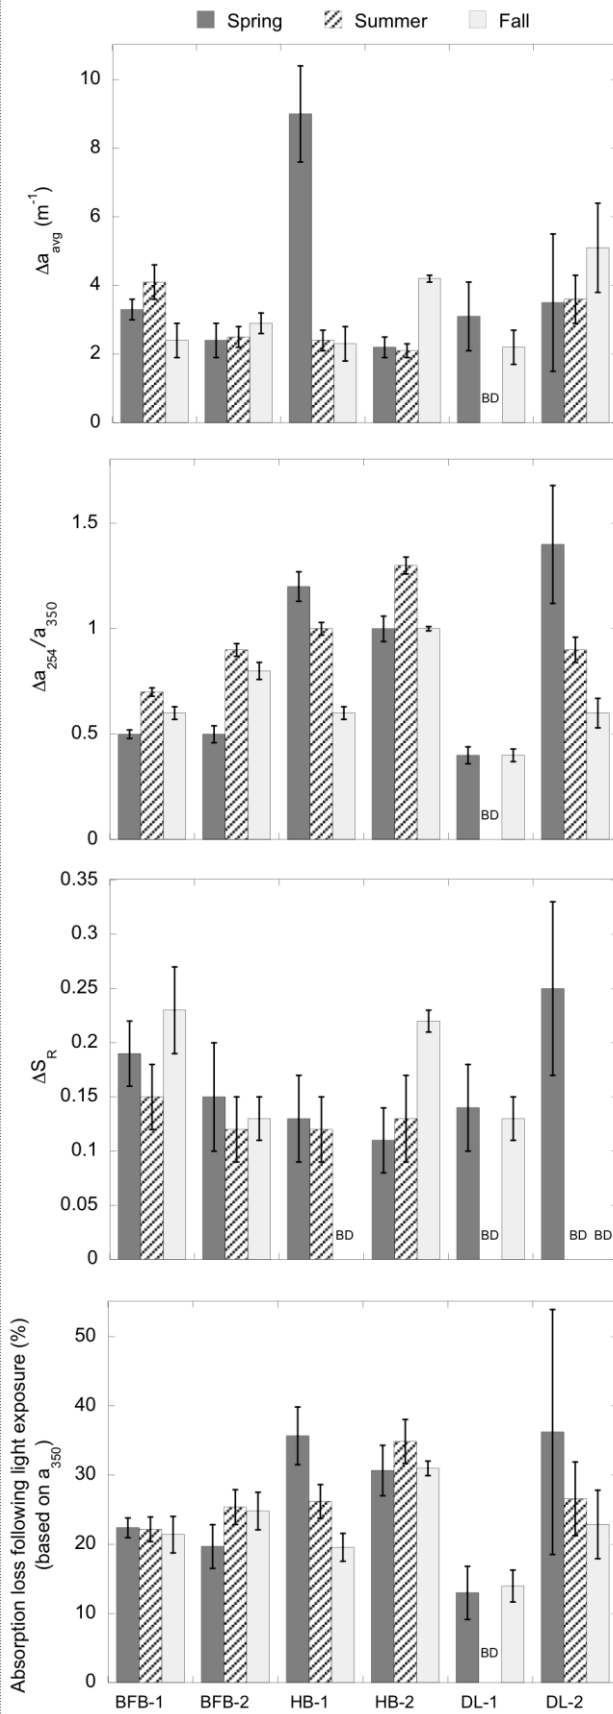 Spring Summer Fall
10
8
6
4
2
0
Δa_avg (m⁻¹)
BD
1.5
1
0.5
0
Δa₂₅₄/a₃₅₀
BD
0.35
0.3
0.25
0.2
0.15
0.1
0.05
0
ΔS_R
BD BD BD BD
50
40
30
20
10
0
Absorption loss following light exposure (%)
(based on a₃₅₀)
BD
BFB-1 BFB-2 HB-1 HB-2 DL-1 DL-2